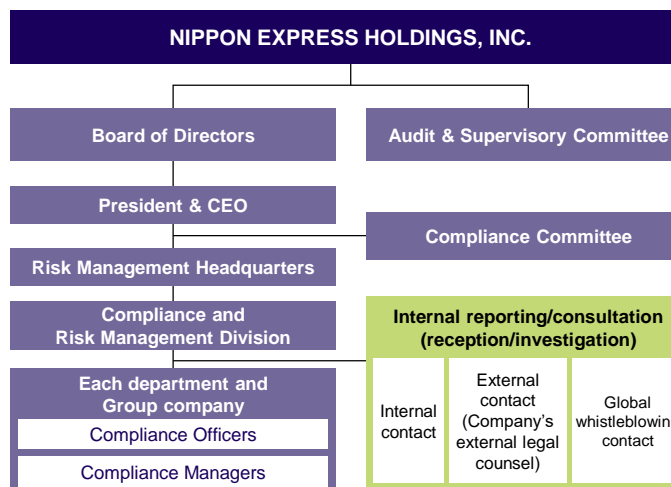 NIPPON EXPRESS HOLDINGS, INC.
Board of Directors
Audit & Supervisory Committee
President & CEO
Compliance Committee
Risk Management Headquarters
Compliance and
Risk Management Division
Internal reporting/consultation
(reception/investigation)
Internal
contact
External
contact
(Company's
external legal
counsel)
Global
whistleblowin
contact
Each department and
Group company
Compliance Officers
Compliance Managers